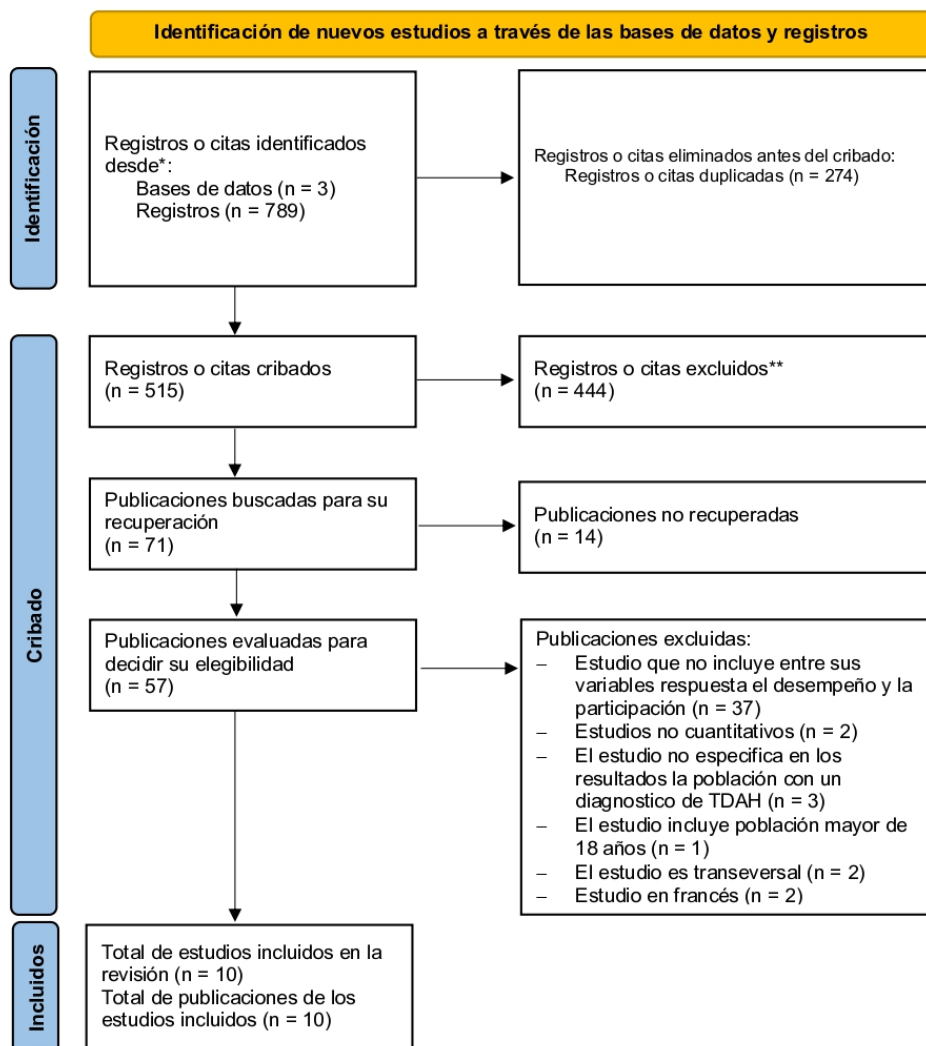 Identificación de nuevos estudios a través de las bases de datos y registros
Identificación
Registros o citas identificados
desde*:
Bases de datos (n = 3)
Registros (n = 789)
Registros o citas eliminados antes del cribado:
Registros o citas duplicadas (n = 274)
Cribado
Registros o citas cribados
(n = 515)
Registros o citas excluidos**
(n = 444)
Publicaciones buscadas para su
recuperación
(n = 71)
Publicaciones no recuperadas
(n = 14)
Publicaciones evaluadas para
decidir su elegibilidad
(n = 57)
Publicaciones excluidas:
– Estudio que no incluye entre sus
variables respuesta el desempeño y la
participación (n = 37)
– Estudios no cuantitativos (n = 2)
– El estudio no especifica en los
resultados la población con un
diagnostico de TDAH (n = 3)
– El estudio incluye población mayor de
18 años (n = 1)
– El estudio es transeversal (n = 2)
– Estudio en francés (n = 2)
Incluidos
Total de estudios incluidos en la
revisión (n = 10)
Total de publicaciones de los
estudios incluidos (n = 10)